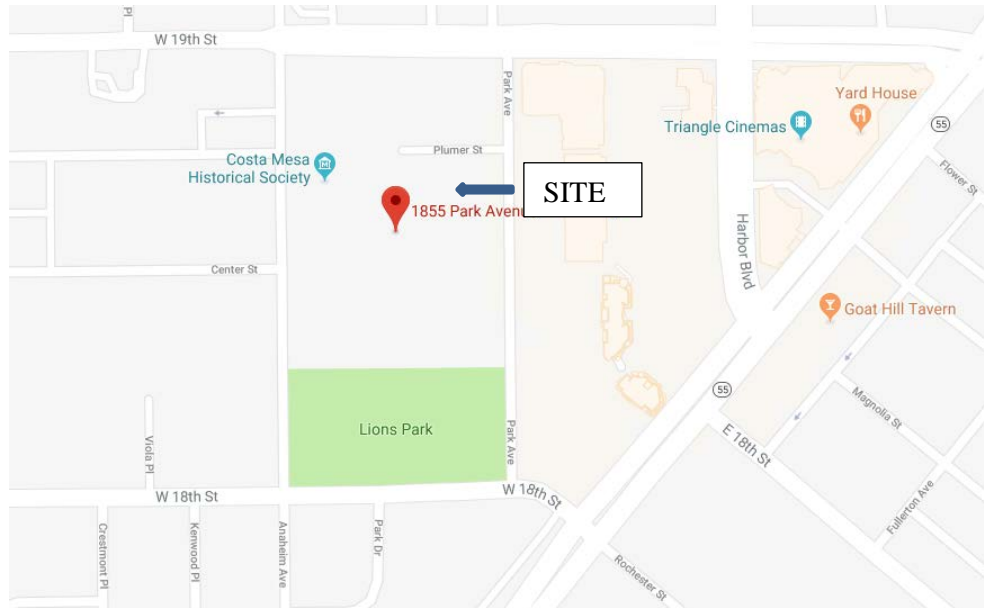 Pl
W 19th St
Park Ave
Yard House
Triangle Cinemas
55
Plumer St
Costa Mesa
Historical Society
SITE
Flower St
1855 Park Avenu
Harbor Blvd
Center St
Goat Hill Tavern
55
Lions Park
Magnolia St
Park Ave
E 18th St
Viola Pl
W 18th St
W 18th St
Fullerton Ave
Crestmont Pl
Kenwood Pl
Anaheim Ave
Park Dr
Rochester St